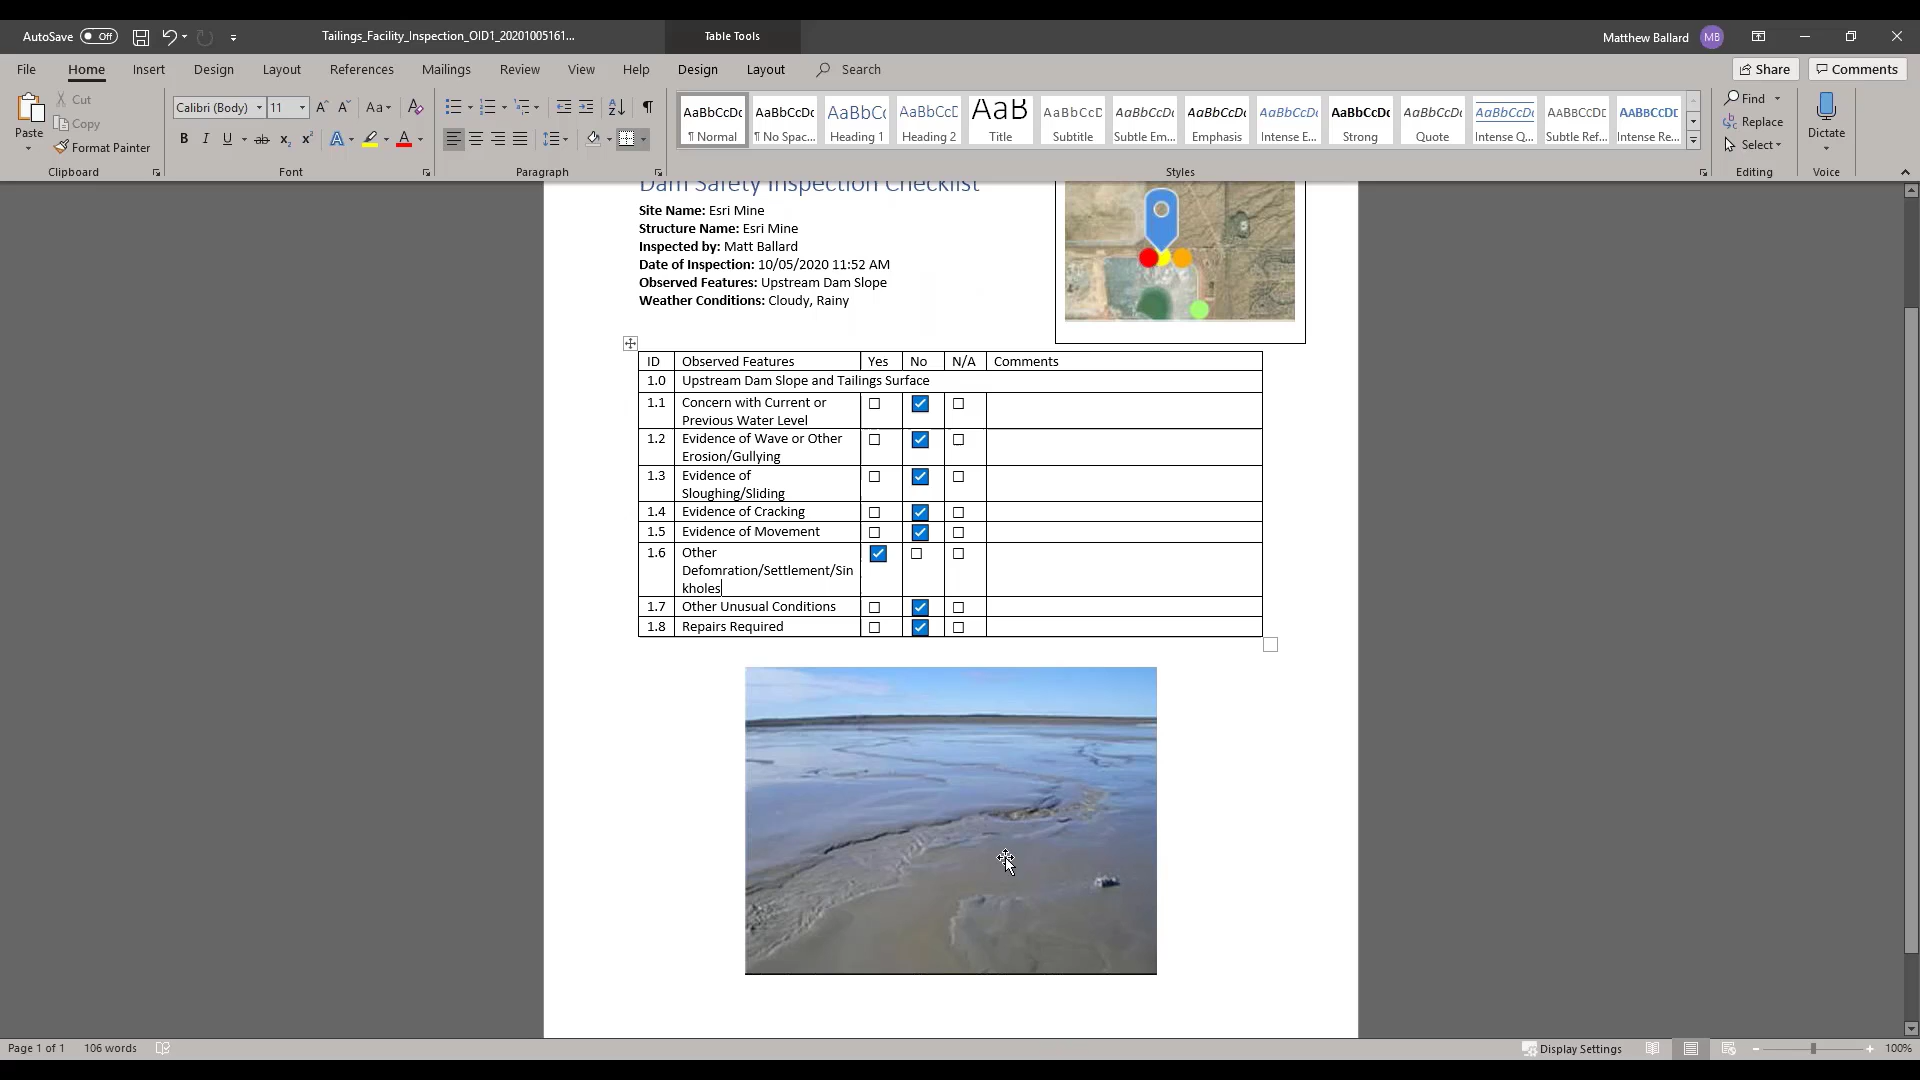 AutoSave Off Tailings_Facility_Inspection_OID1_20201005161... Table Tools Matthew Ballard MB
File Home Insert Design Layout References Mailings Review View Help Design Layout Search Share Comments
Paste Cut Copy Format Painter
Calibri (Body) 11
AaBbCcDc ¶ Normal
AaBbCcDc ¶ No Spac...
AaBbCc Heading 1
AaBbCcD Heading 2
AaB Title
AaBbCcD Subtitle
AaBbCcDc Subtle Em...
AaBbCcDc Emphasis
AaBbCcDc Intense E...
AaBbCcDc Strong
AaBbCcDc Quote
AaBbCcDc Intense Q...
AABBCCDC Subtle Ref...
AABBCCDC Intense Re...
Find
Replace
Select
Dictate
Clipboard Font Paragraph Styles Editing Voice
Dam Safety Inspection Checklist
Site Name: Esri Mine
Structure Name: Esri Mine
Inspected by: Matt Ballard
Date of Inspection: 10/05/2020 11:52 AM
Observed Features: Upstream Dam Slope
Weather Conditions: Cloudy, Rainy
ID Observed Features Yes No N/A Comments
1.0 Upstream Dam Slope and Tailings Surface
1.1 Concern with Current or
Previous Water Level
1.2 Evidence of Wave or Other
Erosion/Gullying
1.3 Evidence of
Sloughing/Sliding
1.4 Evidence of Cracking
1.5 Evidence of Movement
1.6 Other
Defomration/Settlement/Sin
kholes
1.7 Other Unusual Conditions
1.8 Repairs Required
Page 1 of 1 106 words Display Settings 100%